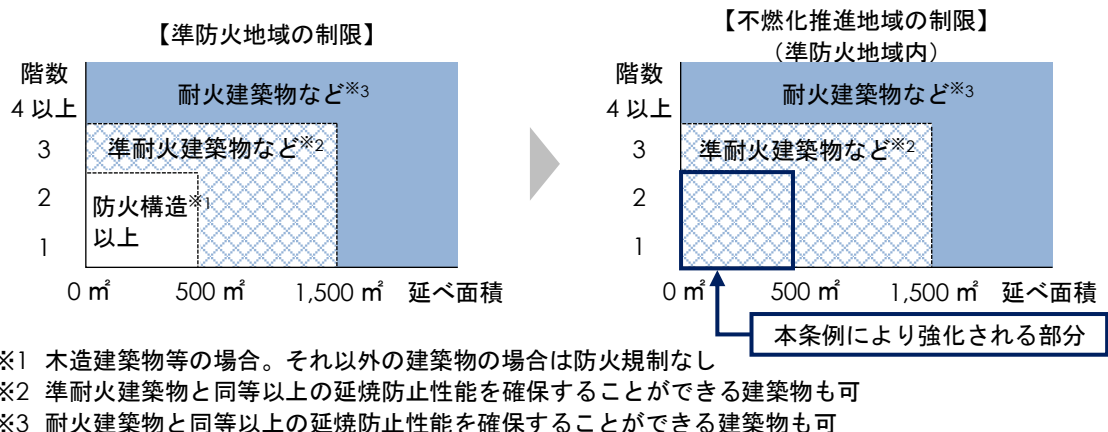 【準防火地域の制限】
階数
4 以上
3
2
1
耐火建築物など※3
準耐火建築物など※2
防火構造※1
以上
0 ㎡
500 ㎡
1,500 ㎡
延べ面積
【不燃化推進地域の制限】
（準防火地域内）
階数
4 以上
3
2
1
耐火建築物など※3
準耐火建築物など※2
0 ㎡
500 ㎡
1,500 ㎡
延べ面積
本条例により強化される部分
※1 木造建築物等の場合。それ以外の建築物の場合は防火規制なし
※2 準耐火建築物と同等以上の延焼防止性能を確保することができる建築物も可
※3 耐火建築物と同等以上の延焼防止性能を確保することができる建築物も可